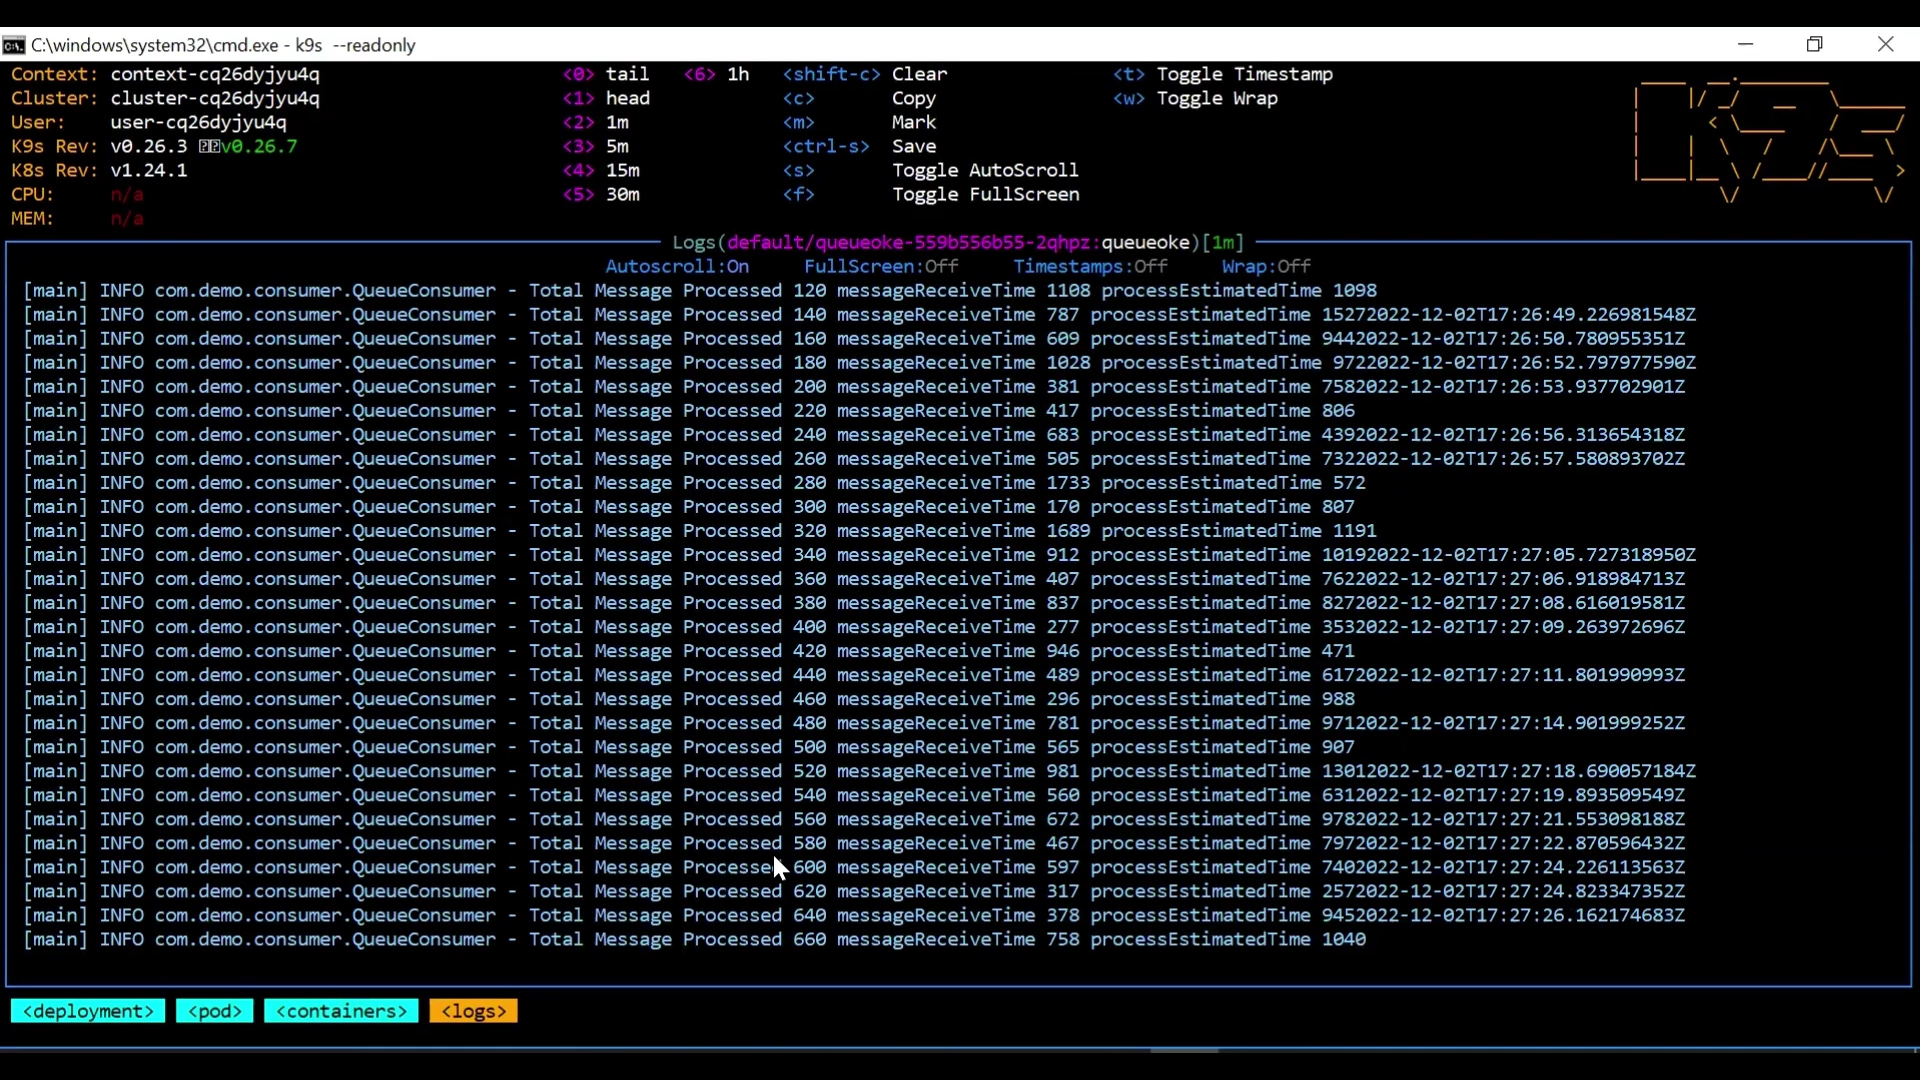 C:\windows\system32\cmd.exe - k9s --readonly
Context: context-cq26dyjyu4q <0> tail <6> 1h <shift-c> Clear <t> Toggle Timestamp
Cluster: cluster-cq26dyjyu4q <1> head <c> Copy <w> Toggle Wrap
User: user-cq26dyjyu4q <2> 1m <m> Mark
K9s Rev: v0.26.3 v0.26.7 <3> 5m <ctrl-s> Save
K8s Rev: v1.24.1 <4> 15m <s> Toggle AutoScroll
CPU: n/a <5> 30m <f> Toggle FullScreen
MEM: n/a
Logs(default/queueoke-559b556b55-2qhpz:queueoke)[1m]
Autoscroll:On FullScreen:Off Timestamps:Off Wrap:Off
[main] INFO com.demo.consumer.QueueConsumer - Total Message Processed 120 messageReceiveTime 1108 processEstimatedTime 1098
[main] INFO com.demo.consumer.QueueConsumer - Total Message Processed 140 messageReceiveTime 787 processEstimatedTime 15272022-12-02T17:26:49.226981548Z
[main] INFO com.demo.consumer.QueueConsumer - Total Message Processed 160 messageReceiveTime 609 processEstimatedTime 9442022-12-02T17:26:50.780955351Z
[main] INFO com.demo.consumer.QueueConsumer - Total Message Processed 180 messageReceiveTime 1028 processEstimatedTime 9722022-12-02T17:26:52.797977590Z
[main] INFO com.demo.consumer.QueueConsumer - Total Message Processed 200 messageReceiveTime 381 processEstimatedTime 7582022-12-02T17:26:53.937702901Z
[main] INFO com.demo.consumer.QueueConsumer - Total Message Processed 220 messageReceiveTime 417 processEstimatedTime 806
[main] INFO com.demo.consumer.QueueConsumer - Total Message Processed 240 messageReceiveTime 683 processEstimatedTime 4392022-12-02T17:26:56.313654318Z
[main] INFO com.demo.consumer.QueueConsumer - Total Message Processed 260 messageReceiveTime 505 processEstimatedTime 7322022-12-02T17:26:57.580893702Z
[main] INFO com.demo.consumer.QueueConsumer - Total Message Processed 280 messageReceiveTime 1733 processEstimatedTime 572
[main] INFO com.demo.consumer.QueueConsumer - Total Message Processed 300 messageReceiveTime 170 processEstimatedTime 807
[main] INFO com.demo.consumer.QueueConsumer - Total Message Processed 320 messageReceiveTime 1689 processEstimatedTime 1191
[main] INFO com.demo.consumer.QueueConsumer - Total Message Processed 340 messageReceiveTime 912 processEstimatedTime 10192022-12-02T17:27:05.727318950Z
[main] INFO com.demo.consumer.QueueConsumer - Total Message Processed 360 messageReceiveTime 407 processEstimatedTime 7622022-12-02T17:27:06.918984713Z
[main] INFO com.demo.consumer.QueueConsumer - Total Message Processed 380 messageReceiveTime 837 processEstimatedTime 8272022-12-02T17:27:08.616019581Z
[main] INFO com.demo.consumer.QueueConsumer - Total Message Processed 400 messageReceiveTime 277 processEstimatedTime 3532022-12-02T17:27:09.263972696Z
[main] INFO com.demo.consumer.QueueConsumer - Total Message Processed 420 messageReceiveTime 946 processEstimatedTime 471
[main] INFO com.demo.consumer.QueueConsumer - Total Message Processed 440 messageReceiveTime 489 processEstimatedTime 6172022-12-02T17:27:11.801990993Z
[main] INFO com.demo.consumer.QueueConsumer - Total Message Processed 460 messageReceiveTime 296 processEstimatedTime 988
[main] INFO com.demo.consumer.QueueConsumer - Total Message Processed 480 messageReceiveTime 781 processEstimatedTime 9712022-12-02T17:27:14.901999252Z
[main] INFO com.demo.consumer.QueueConsumer - Total Message Processed 500 messageReceiveTime 565 processEstimatedTime 907
[main] INFO com.demo.consumer.QueueConsumer - Total Message Processed 520 messageReceiveTime 981 processEstimatedTime 13012022-12-02T17:27:18.690057184Z
[main] INFO com.demo.consumer.QueueConsumer - Total Message Processed 540 messageReceiveTime 560 processEstimatedTime 6312022-12-02T17:27:19.893509549Z
[main] INFO com.demo.consumer.QueueConsumer - Total Message Processed 560 messageReceiveTime 672 processEstimatedTime 9782022-12-02T17:27:21.553098188Z
[main] INFO com.demo.consumer.QueueConsumer - Total Message Processed 580 messageReceiveTime 467 processEstimatedTime 7972022-12-02T17:27:22.870596432Z
[main] INFO com.demo.consumer.QueueConsumer - Total Message Processed 600 messageReceiveTime 597 processEstimatedTime 7402022-12-02T17:27:24.226113563Z
[main] INFO com.demo.consumer.QueueConsumer - Total Message Processed 620 messageReceiveTime 317 processEstimatedTime 2572022-12-02T17:27:24.823347352Z
[main] INFO com.demo.consumer.QueueConsumer - Total Message Processed 640 messageReceiveTime 378 processEstimatedTime 9452022-12-02T17:27:26.162174683Z
[main] INFO com.demo.consumer.QueueConsumer - Total Message Processed 660 messageReceiveTime 758 processEstimatedTime 1040
<deployment> <pod> <containers> <logs>